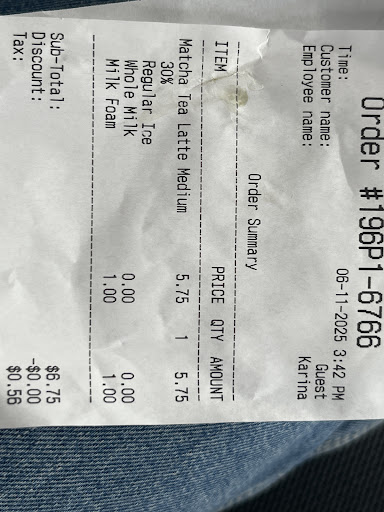 Order #196P1-6766
Time: 06-11-2025 3:42 PM
Customer name: Guest
Employee name: Karina
Order Summary
ITEM PRICE QTY AMOUNT
Matcha Tea Latte Medium 5.75 1 5.75
30%
Regular Ice 0.00 0.00
Whole Milk
Milk Foam 1.00 1.00
Sub-Total: $6.75
Discount: -$0.00
Tax: $0.56